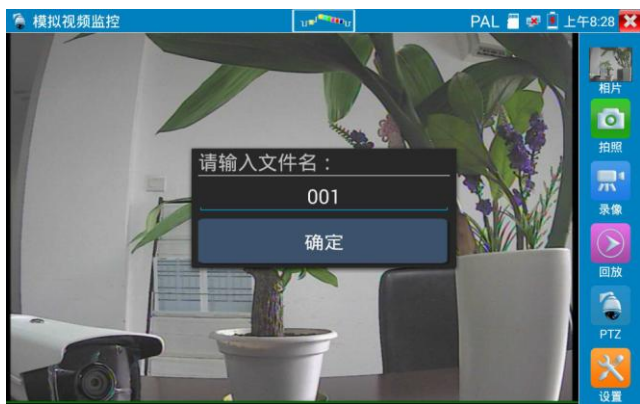 模拟视频监控
PAL
上午8:28
相片
拍照
录像
回放
PTZ
设置
请输入文件名：
001
确定